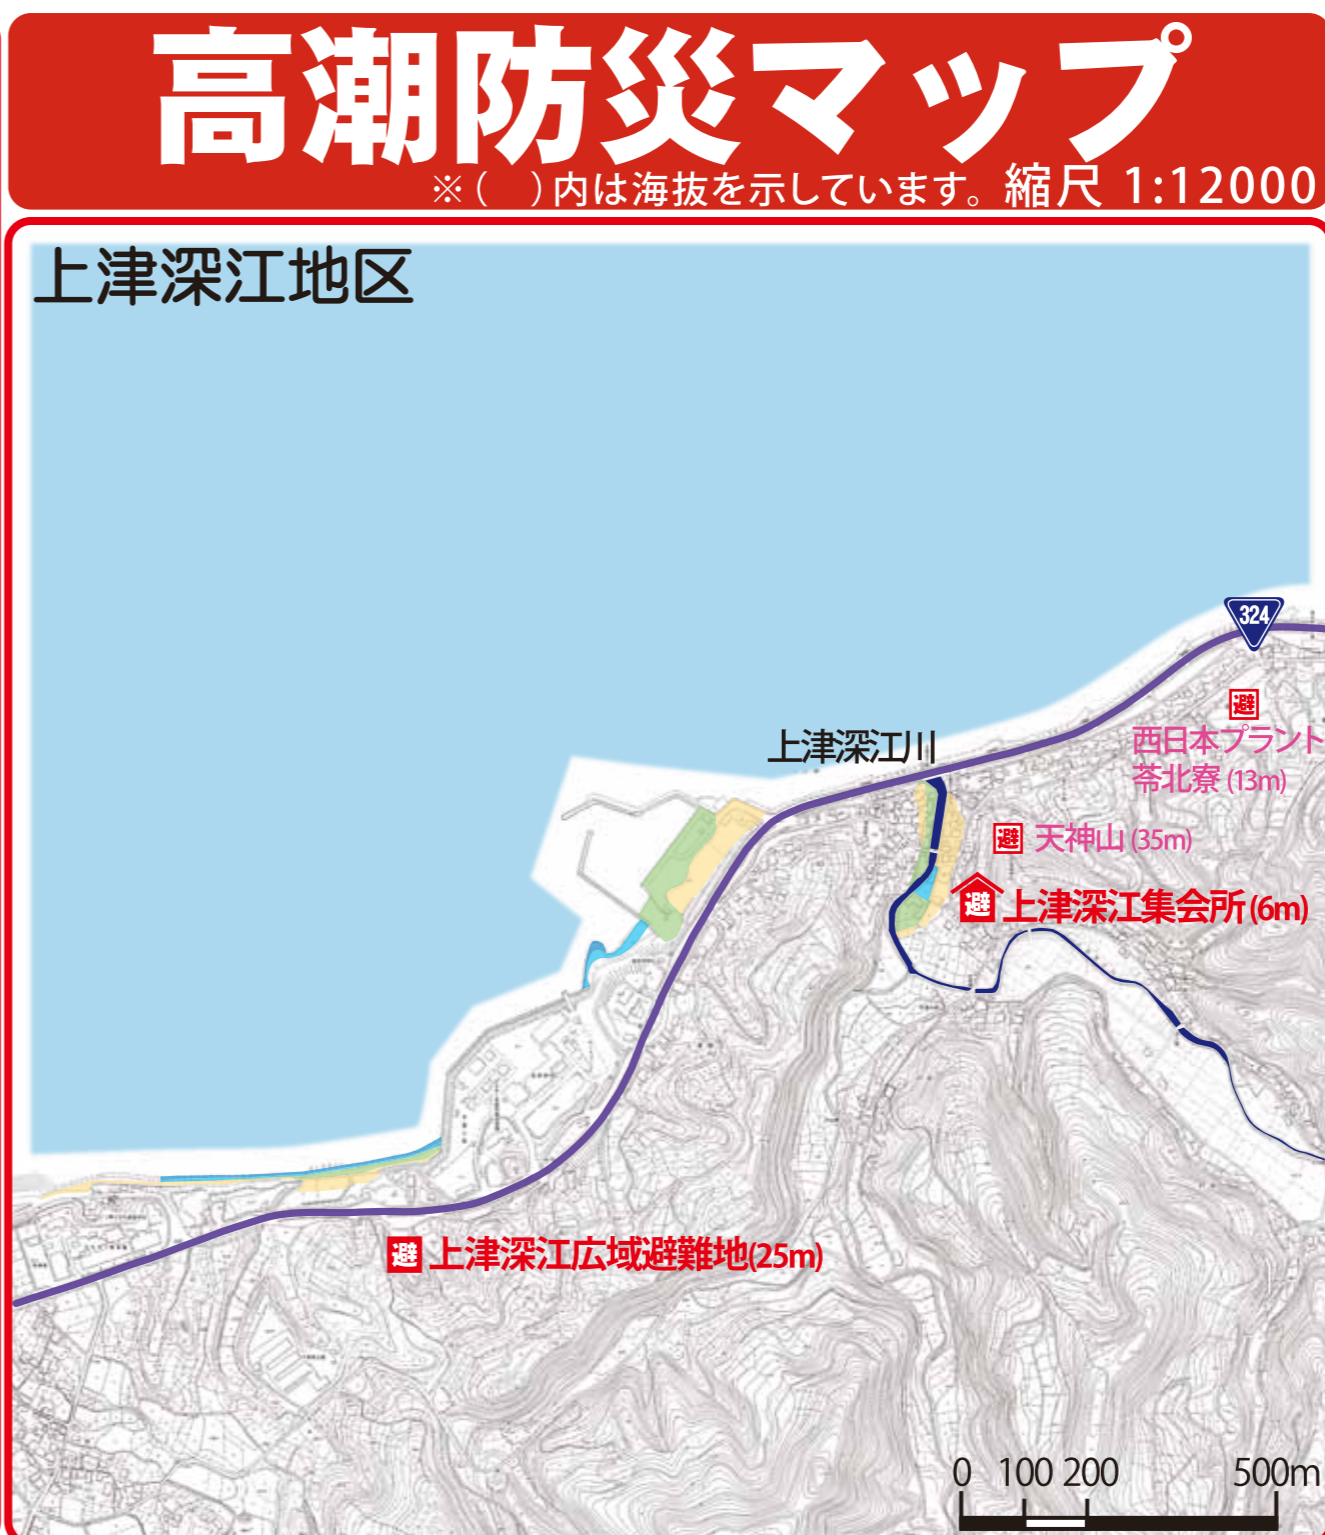 高潮防災マップ
※(　)内は海抜を示しています。縮尺 1:12000
上津深江地区
324
避
西日本プラント
苓北寮 (13m)
上津深江川
避 天神山 (35m)
避 上津深江集会所 (6m)
避 上津深江広域避難地(25m)
0 100 200 500m